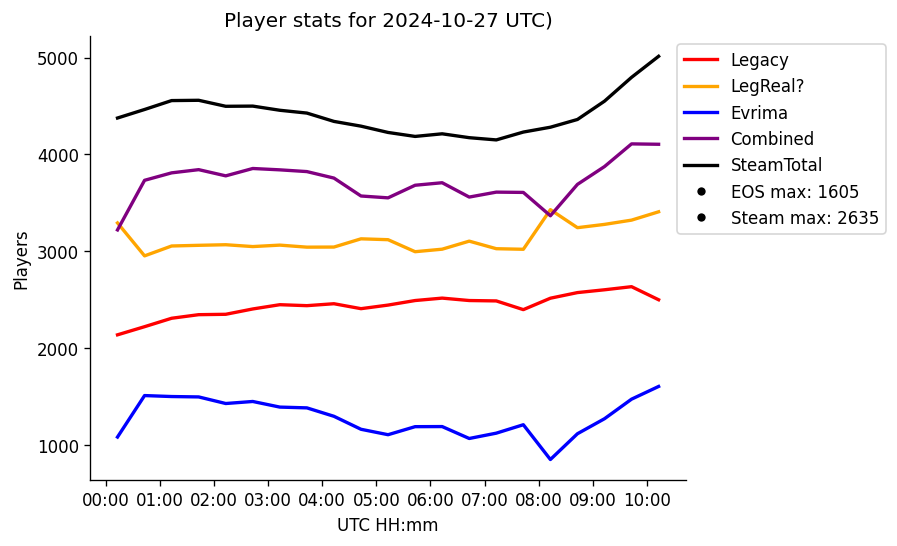 Player stats for 2024-10-27 UTC)
Players
5000
4000
3000
2000
1000
00:00 01:00 02:00 03:00 04:00 05:00 06:00 07:00 08:00 09:00 10:00
UTC HH:mm
Legacy
LegReal?
Evrima
Combined
SteamTotal
EOS max: 1605
Steam max: 2635